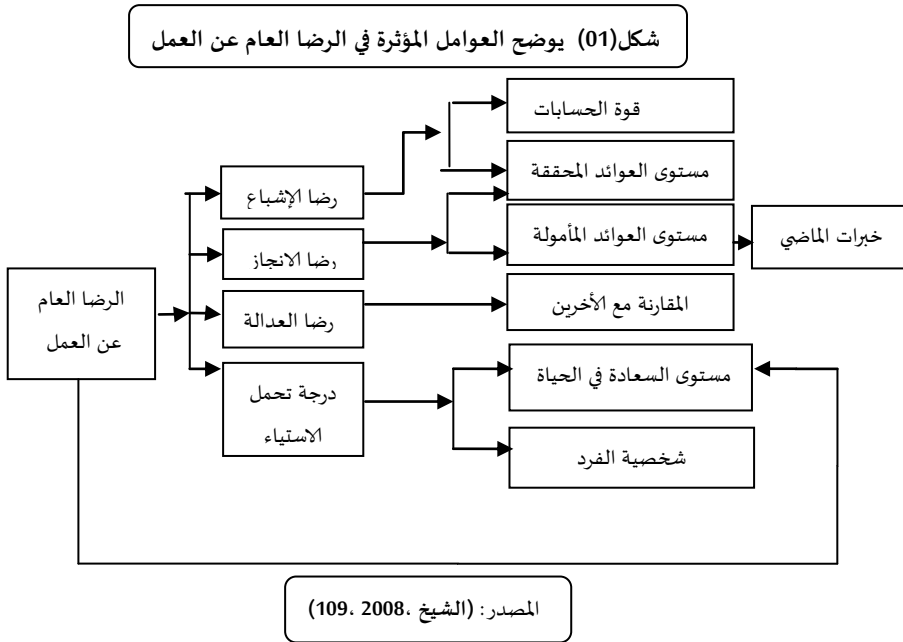 شكل(01) يوضح العوامل المؤثرة في الرضا العام عن العمل
قوة الحسابات
مستوى العوائد المحققة
رضا الإشباع
مستوى العوائد المأمولة
خبرات الماضي
رضا الانجاز
الرضا العام
عن العمل
المقارنة مع الأخرين
رضا العدالة
مستوى السعادة في الحياة
درجة تحمل
الاستياء
شخصية الفرد
المصدر: (الشيخ ،2008 ،109)